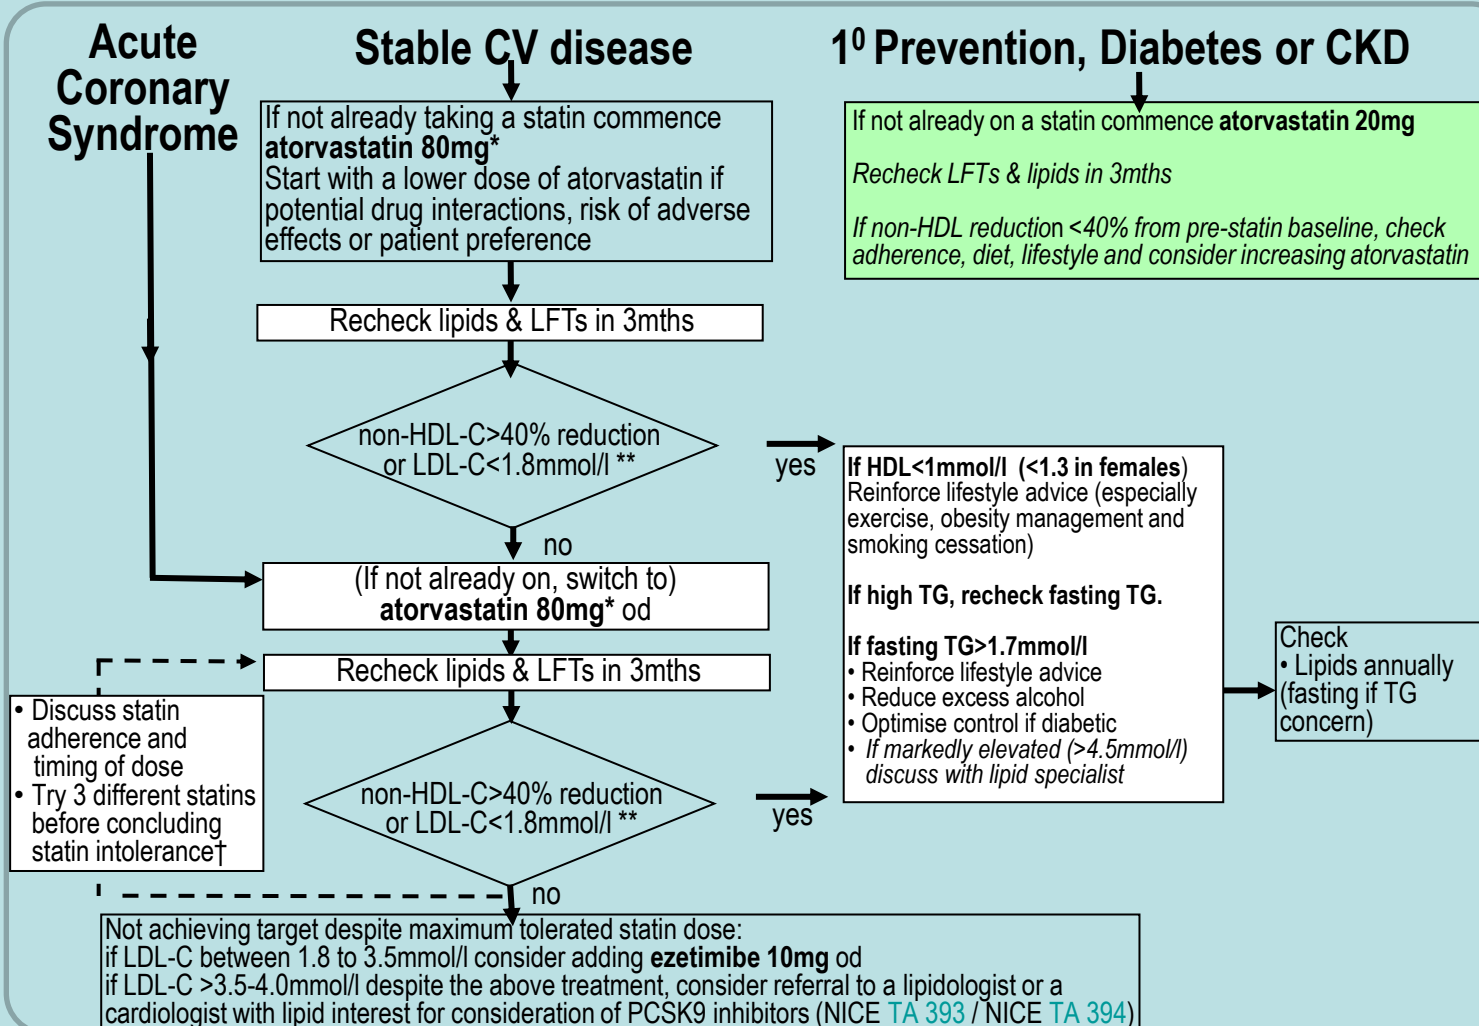 Acute
Coronary
Syndrome
Stable CV disease
1⁰ Prevention, Diabetes or CKD
If not already taking a statin commence
atorvastatin 80mg*
Start with a lower dose of atorvastatin if
potential drug interactions, risk of adverse
effects or patient preference
If not already on a statin commence atorvastatin 20mg
Recheck LFTs & lipids in 3mths
If non-HDL reduction <40% from pre-statin baseline, check
adherence, diet, lifestyle and consider increasing atorvastatin
Recheck lipids & LFTs in 3mths
non-HDL-C>40% reduction
or LDL-C<1.8mmol/l **
yes
no
If HDL<1mmol/l (<1.3 in females)
Reinforce lifestyle advice (especially
exercise, obesity management and
smoking cessation)
If high TG, recheck fasting TG.
If fasting TG>1.7mmol/l
• Reinforce lifestyle advice
• Reduce excess alcohol
• Optimise control if diabetic
• If markedly elevated (>4.5mmol/l)
discuss with lipid specialist
Check
• Lipids annually
(fasting if TG
concern)
(If not already on, switch to)
atorvastatin 80mg* od
Recheck lipids & LFTs in 3mths
• Discuss statin
adherence and
timing of dose
• Try 3 different statins
before concluding
statin intolerance†
non-HDL-C>40% reduction
or LDL-C<1.8mmol/l **
yes
no
Not achieving target despite maximum tolerated statin dose:
if LDL-C between 1.8 to 3.5mmol/l consider adding ezetimibe 10mg od
if LDL-C >3.5-4.0mmol/l despite the above treatment, consider referral to a lipidologist or a
cardiologist with lipid interest for consideration of PCSK9 inhibitors (NICE TA 393 / NICE TA 394)